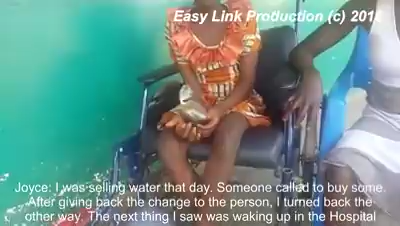 Easy Link Production (c) 201
Joyce: I was selling water that day. Someone called to buy some.
After giving back the change to the person, I turned back the
other way. The next thing I saw was waking up in the Hospital